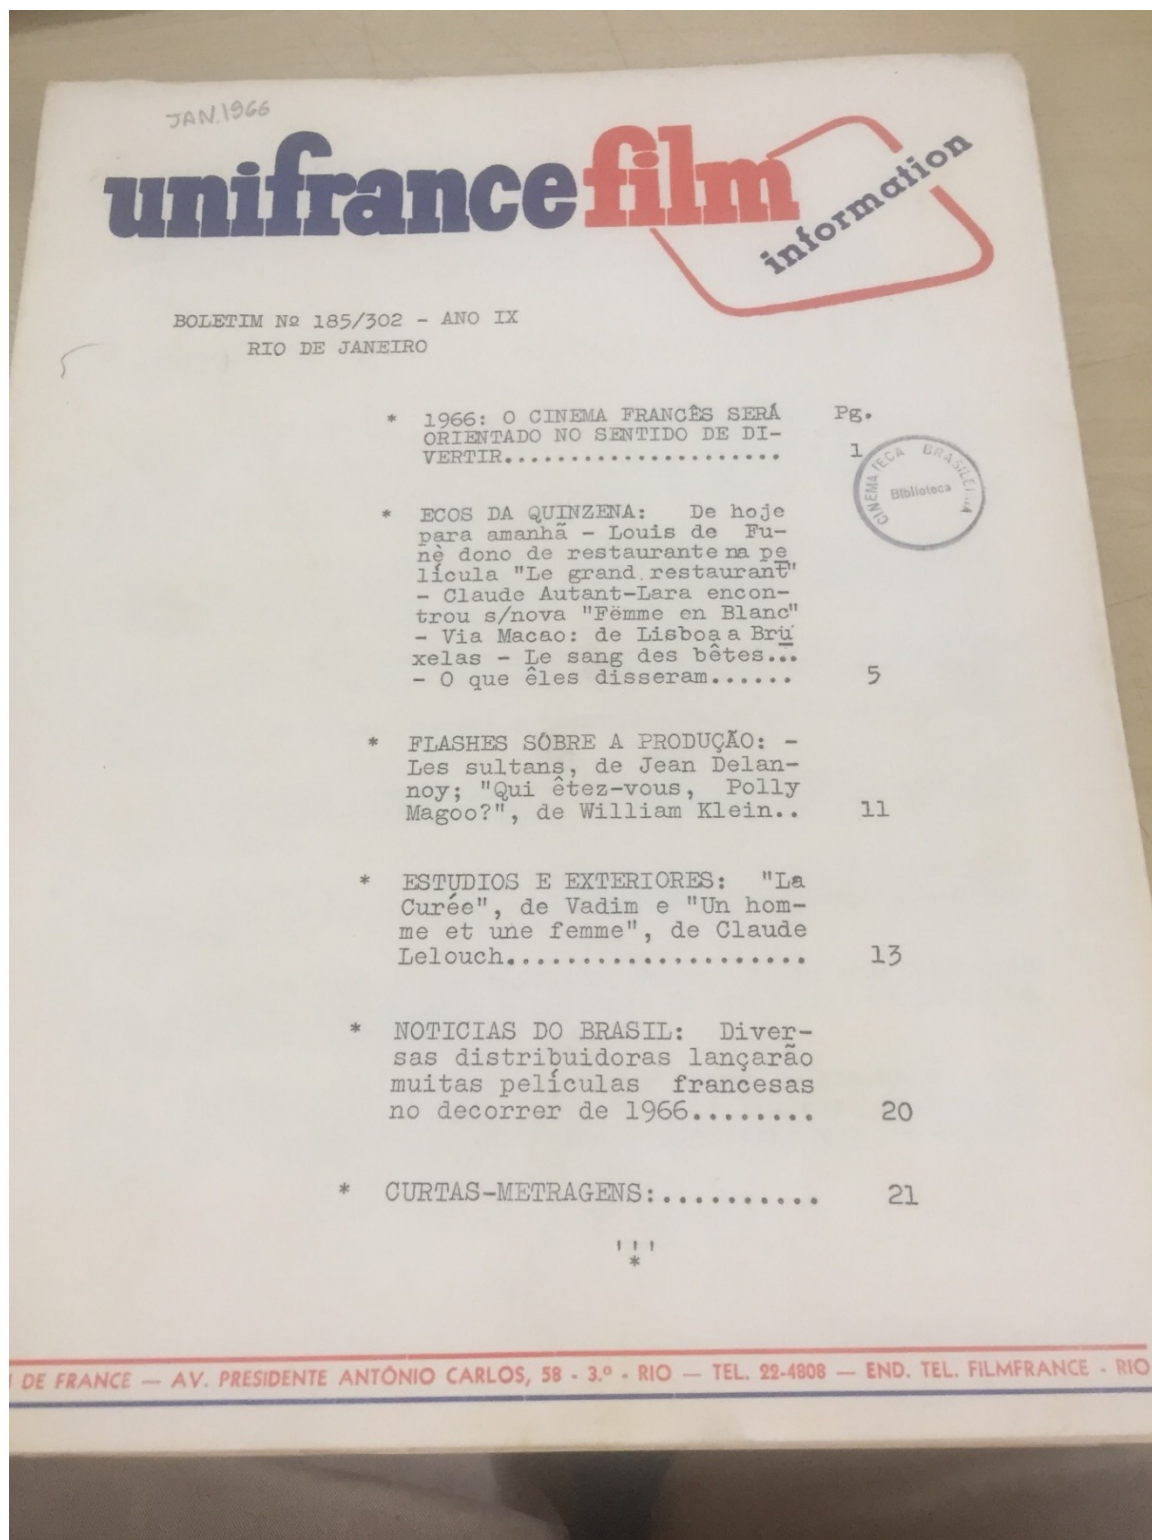 JAN.1966
unifrancefilm
information
BOLETIM Nº 185/302 - ANO IX
RIO DE JANEIRO
* 1966: O CINEMA FRANCÊS SERÁ Pg.
ORIENTADO NO SENTIDO DE DI-
VERTIR...................... 1
CINEMATECA BRASILEIRA
Biblioteca
* ECOS DA QUINZENA: De hoje
para amanhã - Louis de Fu-
nè dono de restaurante na pe
lícula "Le grand restaurant"
- Claude Autant-Lara encon-
trou s/nova "Fëmme en Blanc"
- Via Macao: de Lisboa a Bru
xelas - Le sang des bêtes...
- O que êles disseram...... 5
* FLASHES SÔBRE A PRODUÇÃO: -
Les sultans, de Jean Delan-
noy; "Qui êtez-vous, Polly
Magoo?", de William Klein.. 11
* ESTUDIOS E EXTERIORES: "La
Curée", de Vadim e "Un hom-
me et une femme", de Claude
Lelouch.................... 13
* NOTICIAS DO BRASIL: Diver-
sas distribuidoras lançarão
muitas películas francesas
no decorrer de 1966........ 20
* CURTAS-METRAGENS:.......... 21
'''
*
DE FRANCE — AV. PRESIDENTE ANTÔNIO CARLOS, 58 - 3.º - RIO — TEL. 22-4808 — END. TEL. FILMFRANCE - RIO